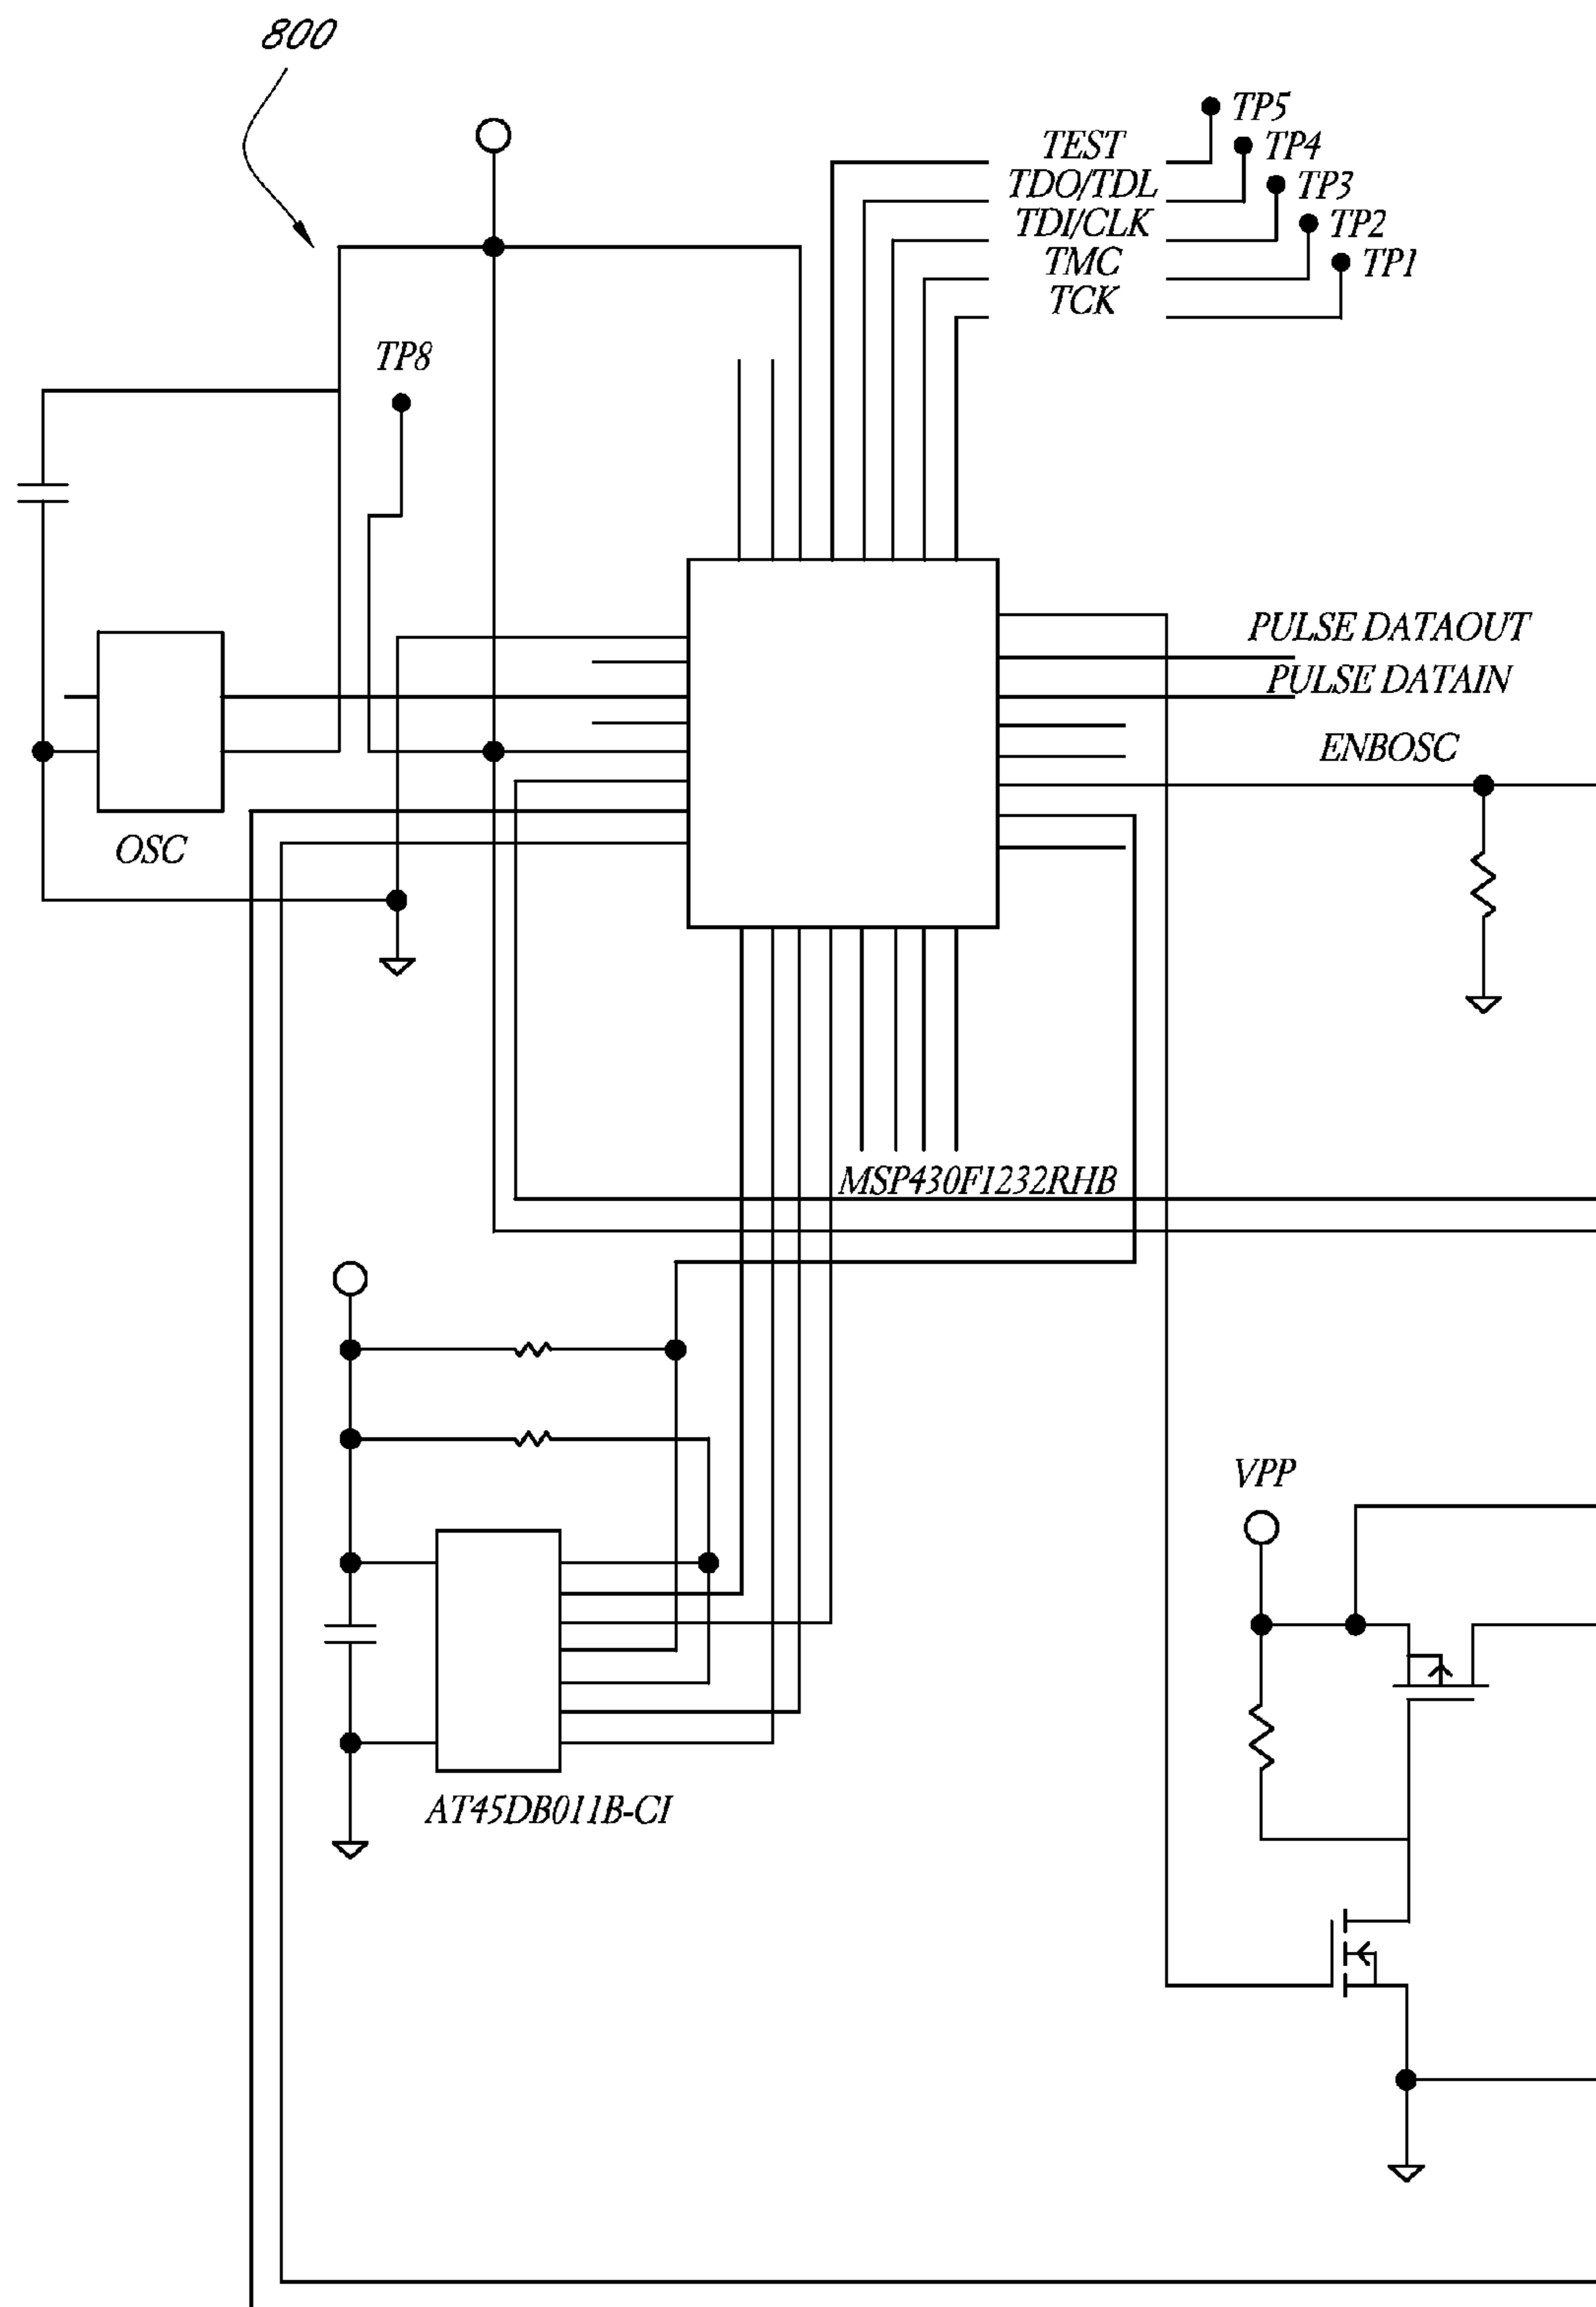 800
TP5
TEST
TP4
TDO/TDL
TP3
TDI/CLK
TP2
TMC
TP1
TCK
TP8
PULSE DATAOUT
PULSE DATAIN
ENBOSC
OSC
MSP430F1232RHB
VPP
AT45DB011B-CI